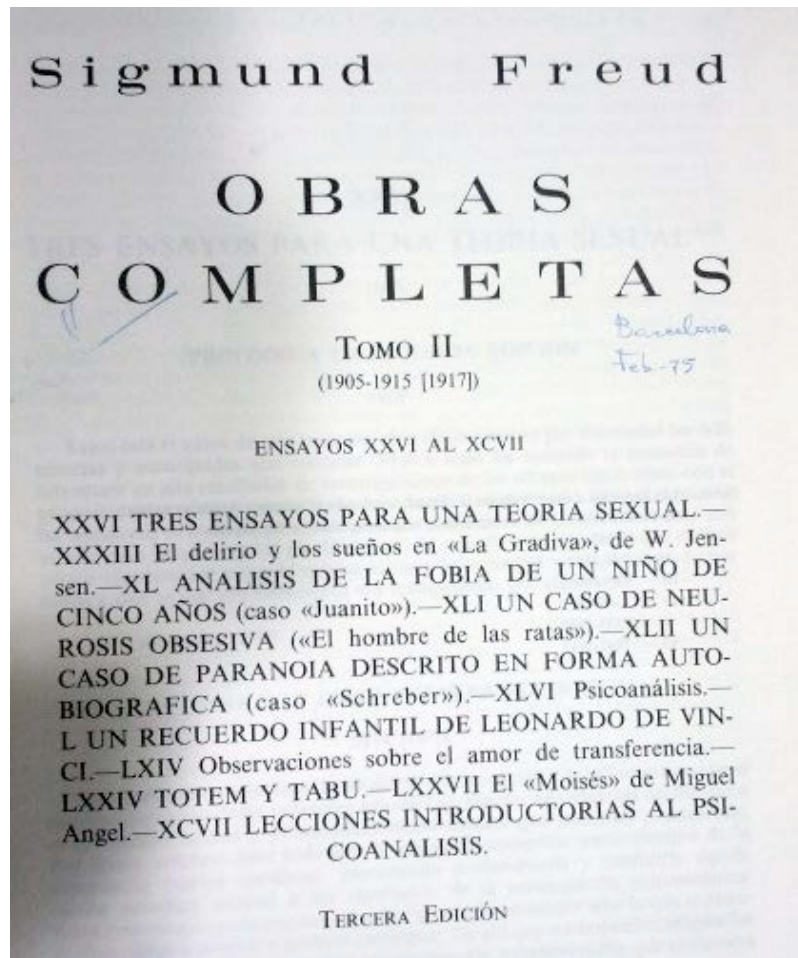 Sigmund Freud
OBRAS
COMPLETAS
TOMO II
Barcelona
Feb-75
(1905-1915 [1917])
ENSAYOS XXVI AL XCVII
XXVI TRES ENSAYOS PARA UNA TEORIA SEXUAL.—
XXXIII El delirio y los sueños en «La Gradiva», de W. Jen-
sen.—XL ANALISIS DE LA FOBIA DE UN NIÑO DE
CINCO AÑOS (caso «Juanito»).—XLI UN CASO DE NEU-
ROSIS OBSESIVA («El hombre de las ratas»).—XLII UN
CASO DE PARANOIA DESCRITO EN FORMA AUTO-
BIOGRAFICA (caso «Schreber»).—XLVI Psicoanálisis.—
L UN RECUERDO INFANTIL DE LEONARDO DE VIN-
CI.—LXIV Observaciones sobre el amor de transferencia.—
LXXIV TOTEM Y TABU.—LXXVII El «Moisés» de Miguel
Angel.—XCVII LECCIONES INTRODUCTORIAS AL PSI-
COANALISIS.
TERCERA EDICIÓN